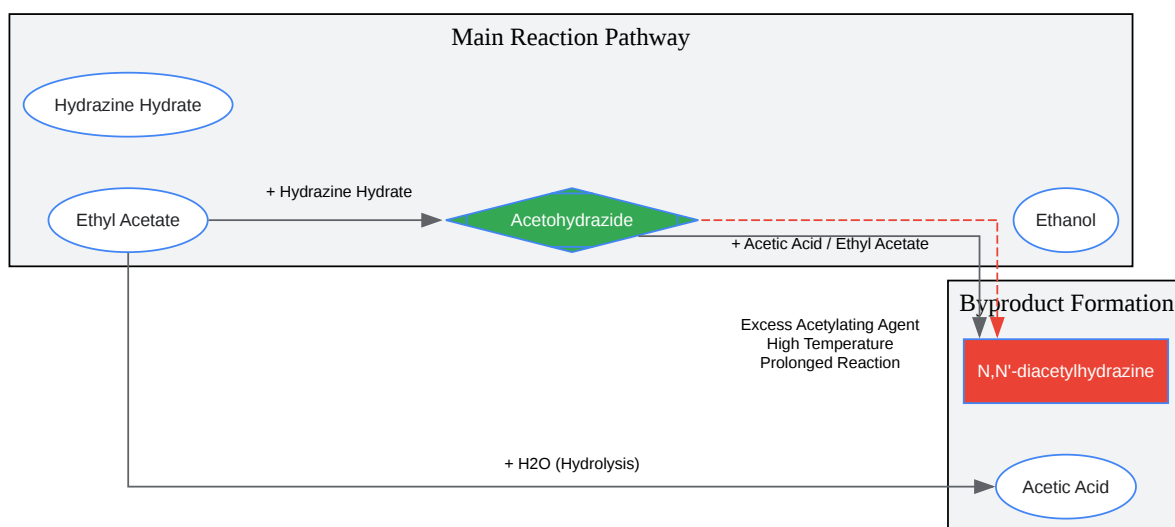 Main Reaction Pathway
Hydrazine Hydrate
+ Hydrazine Hydrate
Ethyl Acetate
Acetohydrazide
Ethanol
+ Acetic Acid / Ethyl Acetate
Byproduct Formation
Excess Acetylating Agent
High Temperature
Prolonged Reaction
N,N'-diacetylhydrazine
+ H2O (Hydrolysis)
Acetic Acid